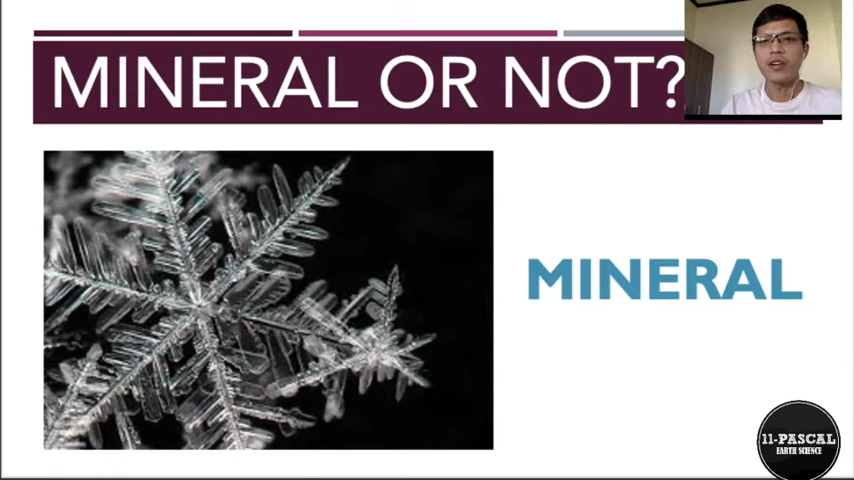 MINERAL OR NOT?
MINERAL
11-PASCAL
EARTH SCIENCE